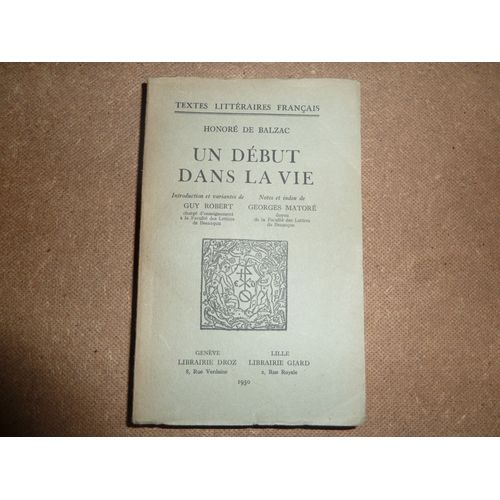 TEXTES LITTÉRAIRES FRANÇAIS
HONORÉ DE BALZAC
UN DÉBUT
DANS LA VIE
Introduction et variantes de
GUY ROBERT
chargé d'enseignement
à la Faculté des Lettres
de Besançon
Notes et index de
GEORGES MATORÉ
doyen
de la Faculté des Lettres
de Besançon
GENÈVE
LIBRAIRIE DROZ
8, Rue Verdaine
LILLE
LIBRAIRIE GIARD
2, Rue Royale
1950